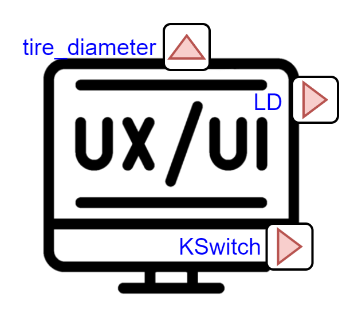 tire_diameter
LD
UX/UI
KSwitch